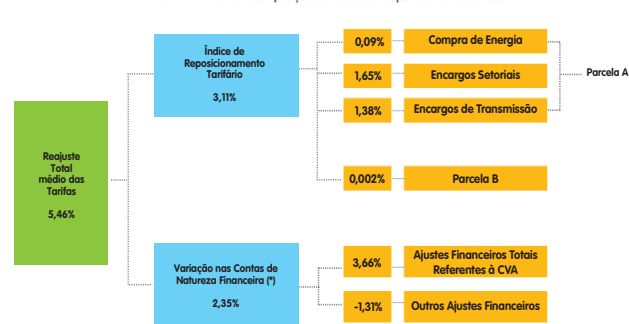 Reajuste
Total
médio das
Tarifas
5,46%
Índice de
Reposicionamento
Tarifário
3,11%
0,09%
Compra de Energia
1,65%
Encargos Setoriais
1,38%
Encargos de Transmissão
Parcela A
0,002%
Parcela B
Variação nas Contas de
Natureza Financeira (*)
2,35%
3,66%
Ajustes Financeiros Totais
Referentes à CVA
-1,31%
Outros Ajustes Financeiros